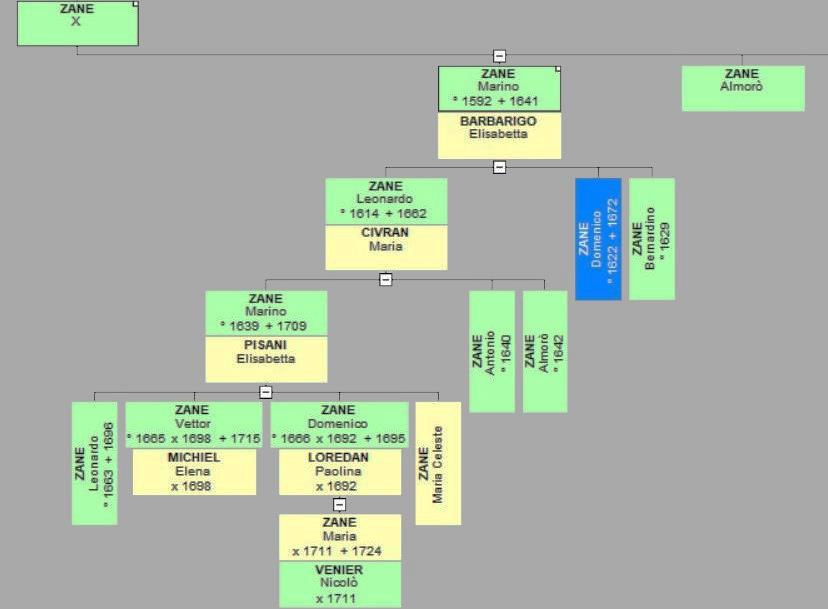 ZANE
X
ZANE
Marino
° 1592 + 1641
BARBARIGO
Elisabetta
ZANE
Almorò
ZANE
Leonardo
° 1614 + 1662
CIVRAN
Maria
ZANE
Domenico
° 1622 + 1672
ZANE
Bernardino
° 1629
ZANE
Marino
° 1639 + 1709
PISANI
Elisabetta
ZANE
Antonio
° 1640
ZANE
Almorò
° 1642
ZANE
Leonardo
° 1663 + 1696
ZANE
Vettor
° 1665 x 1698 + 1715
MICHIEL
Elena
x 1698
ZANE
Domenico
° 1666 x 1692 + 1695
LOREDAN
Paolina
x 1692
ZANE
Maria Celeste
ZANE
Maria
x 1711 + 1724
VENIER
Nicolò
x 1711